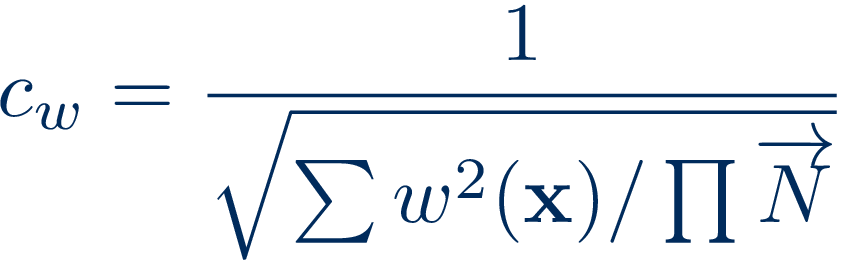 $c_w = \frac{1}{\sqrt{\sum w^2(\mathbf{x}) / \prod \overrightarrow{N}}}$